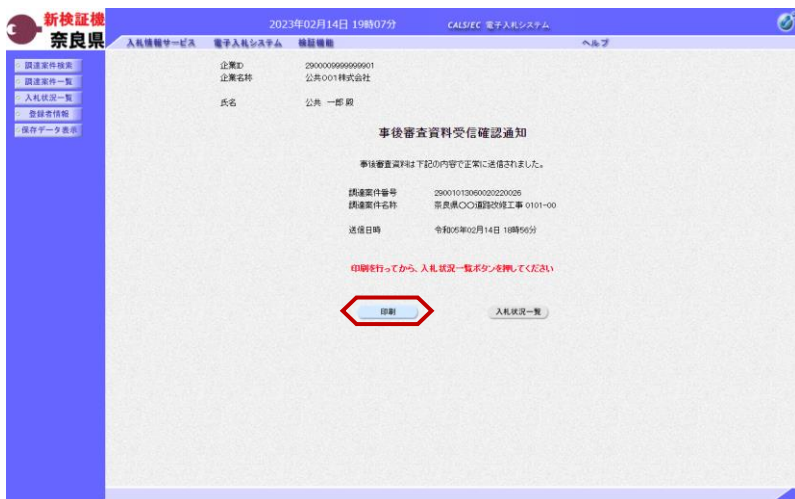 新検証機
奈良県
2023年02月14日 19時07分
CALS/EC 電子入札システム
入札情報サービス 電子入札システム 検証機能 ヘルプ
調達案件検索
調達案件一覧
入札状況一覧
登録者情報
保存データ表示
企業ID 2900009999999901
企業名称 公共001株式会社
氏名 公共 一郎 殿
事後審査資料受信確認通知
事後審査資料は下記の内容で正常に送信されました。
調達案件番号 29001013060020220026
調達案件名称 奈良県〇〇道路改修工事 0101-00
送信日時 令和05年02月14日 18時56分
印刷を行ってから、入札状況一覧ボタンを押してください
印刷 入札状況一覧